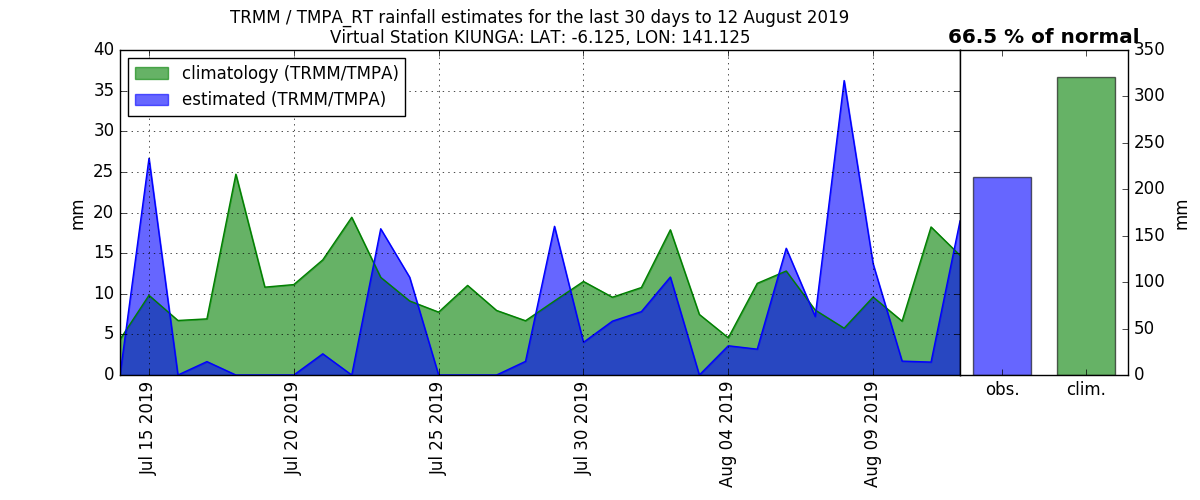 TRMM / TMPA_RT rainfall estimates for the last 30 days to 12 August 2019
Virtual Station KIUNGA: LAT: -6.125, LON: 141.125
66.5 % of normal
climatology (TRMM/TMPA)
estimated (TRMM/TMPA)
mm
40
35
30
25
20
15
10
5
0
Jul 15 2019
Jul 20 2019
Jul 25 2019
Jul 30 2019
Aug 04 2019
Aug 09 2019
obs.
clim.
350
300
250
200
150
100
50
0
mm